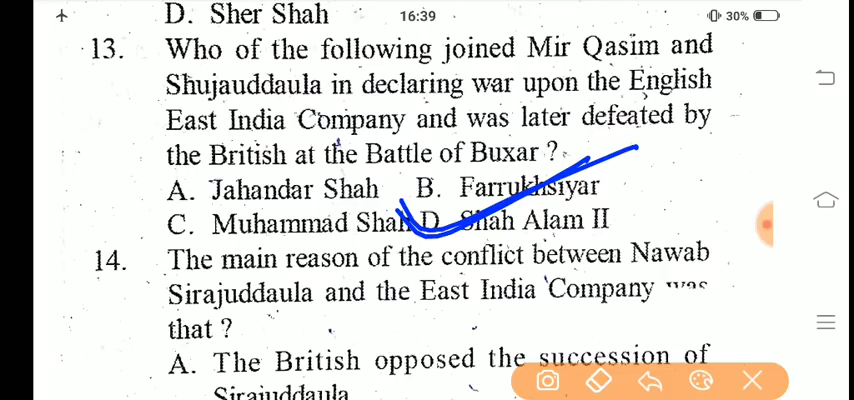 D. Sher Shah 16:39 30%
13. Who of the following joined Mir Qasim and
Shujauddaula in declaring war upon the English
East India Company and was later defeated by
the British at the Battle of Buxar ?
A. Jahandar Shah B. Farrukhsiyar
C. Muhammad Shah D. Shah Alam II
14. The main reason of the conflict between Nawab
Sirajuddaula and the East India Company was
that ?
A. The British opposed the succession of
Sirajuddaula